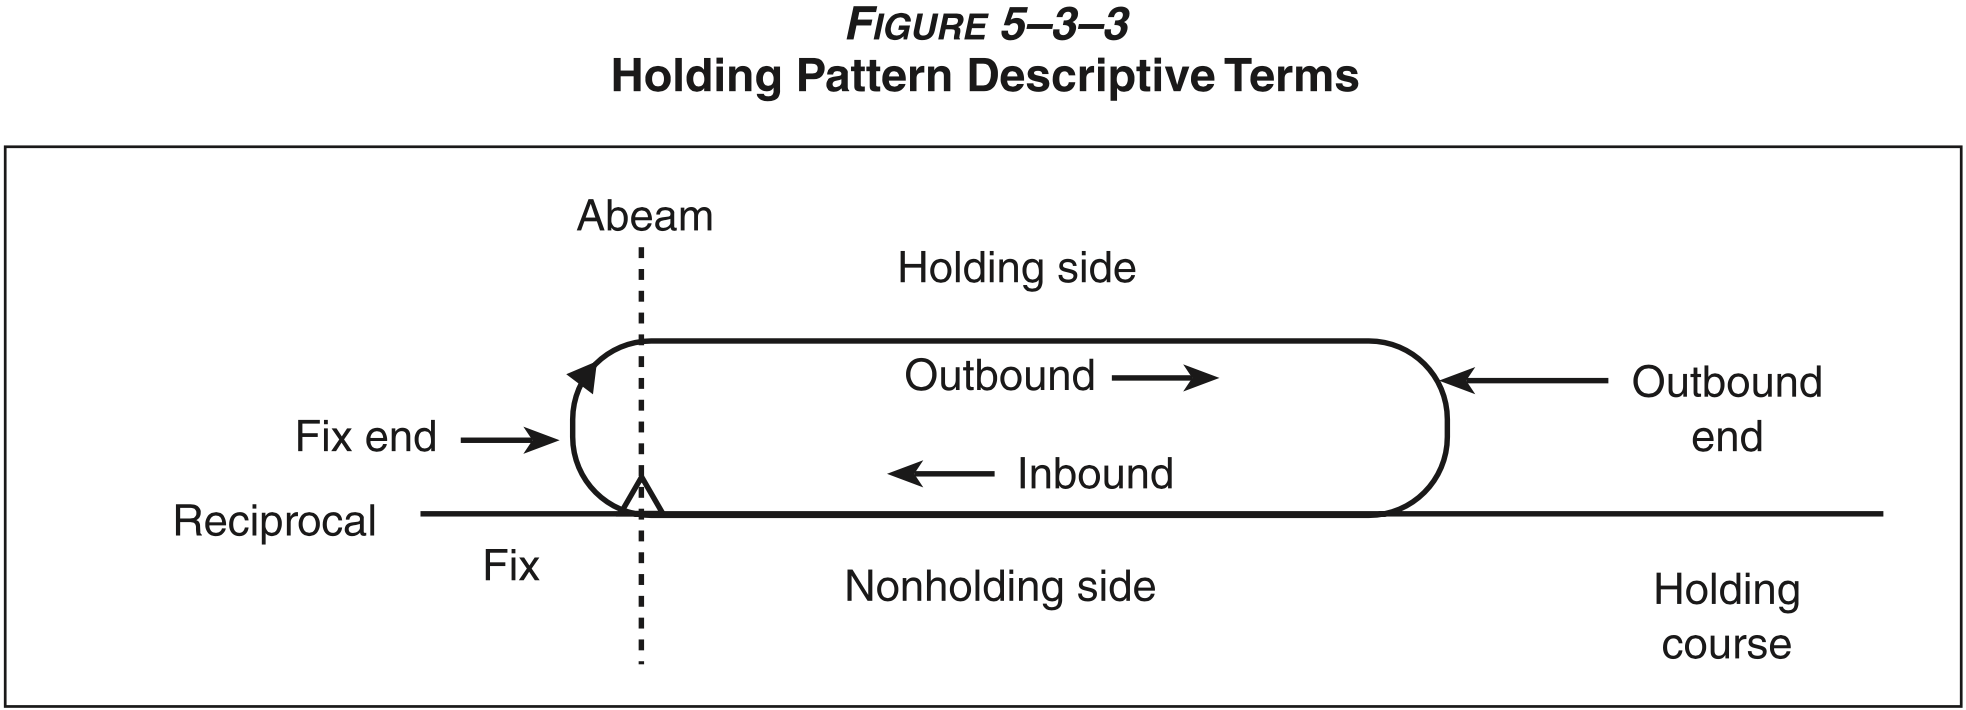 FIGURE 5–3–3
Holding Pattern Descriptive Terms
Abeam
Holding side
Outbound
Outbound
end
Fix end
Inbound
Reciprocal
Fix
Nonholding side
Holding
course